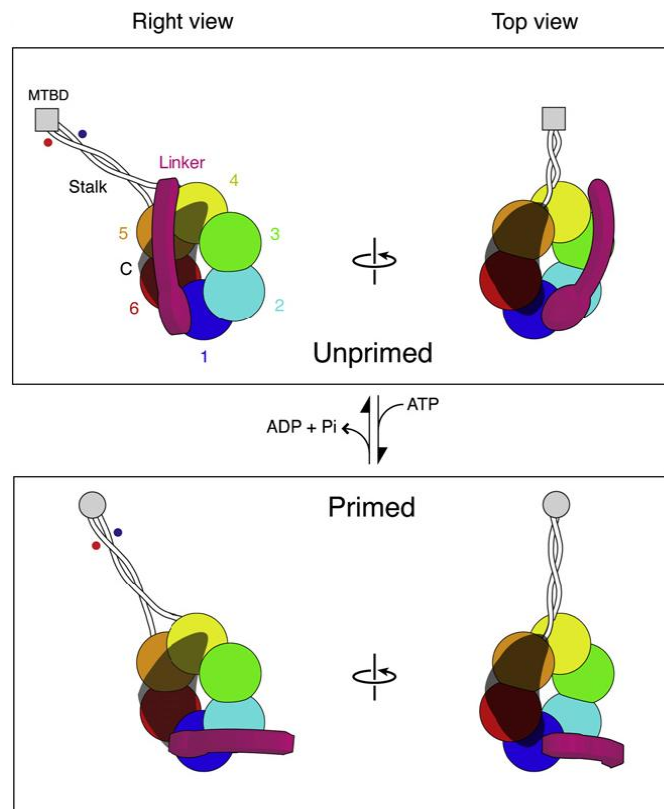 Right view
Top view
MTBD
Linker
Stalk
4
5
3
C
6
2
1
Unprimed
ATP
ADP + Pi
Primed